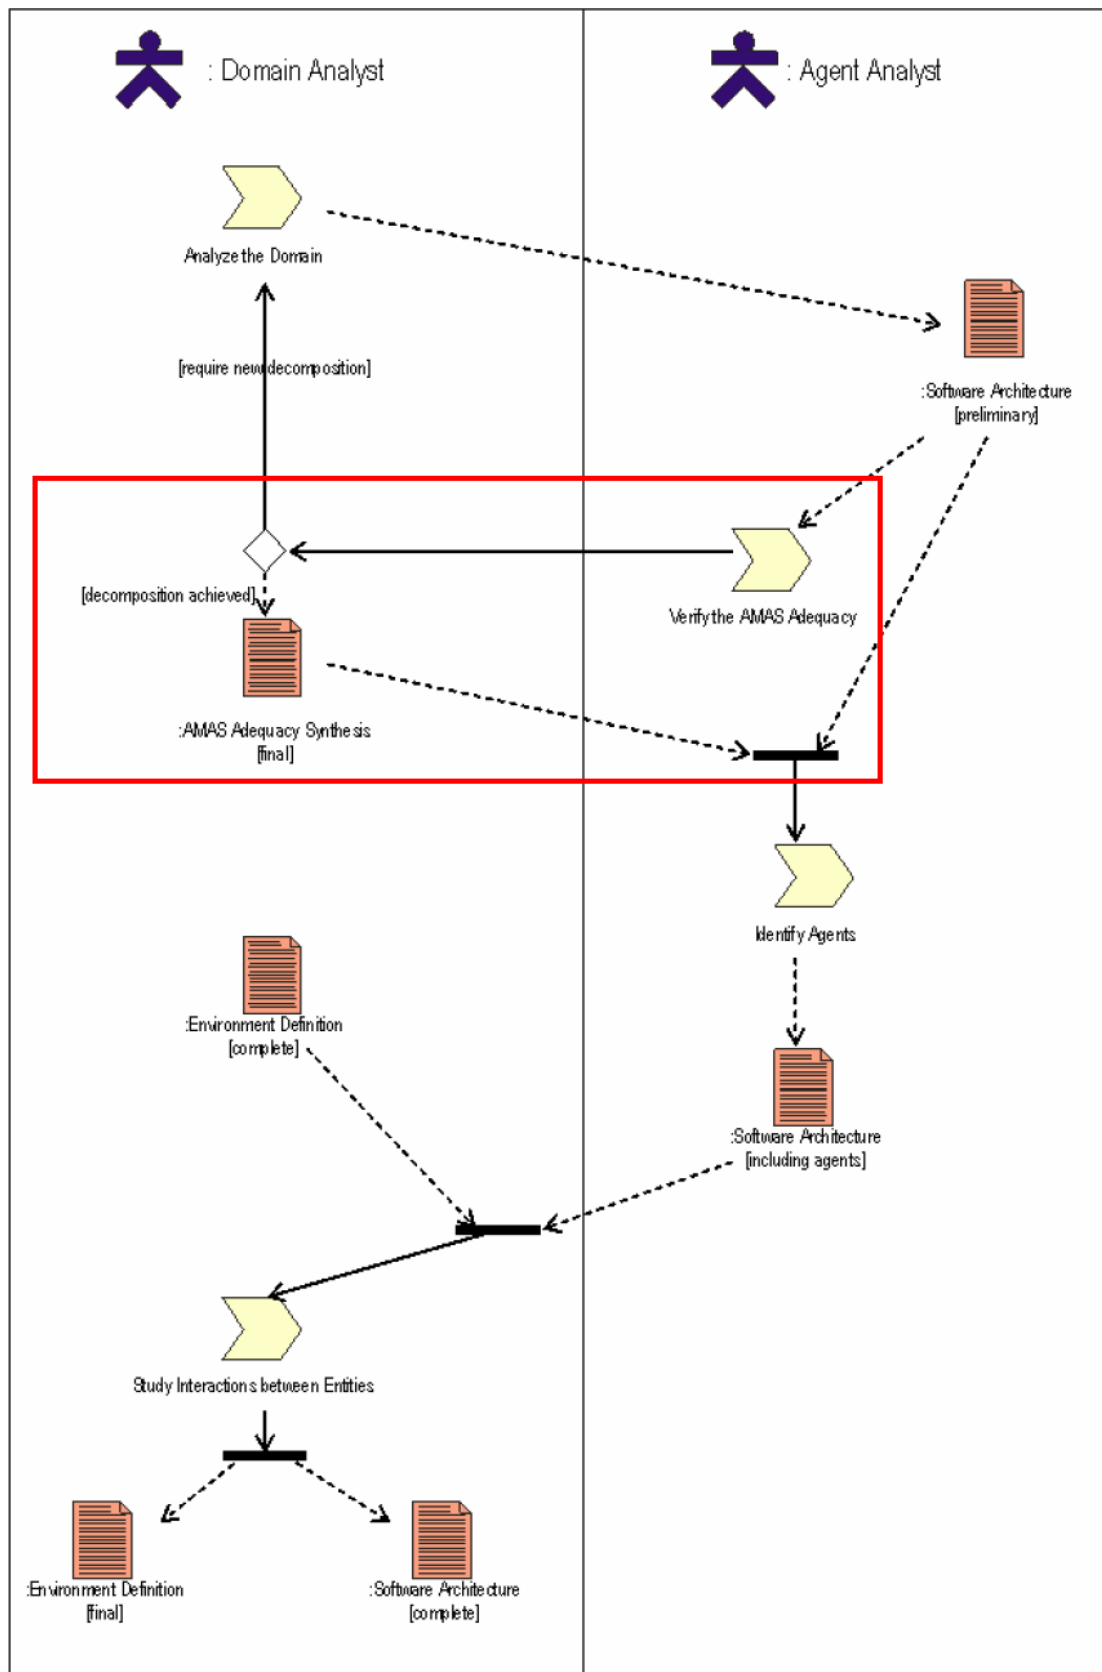 : Domain Analyst
: Agent Analyst
Analyze the Domain
[require new decomposition]
:Software Architecture
[preliminary]
[decomposition achieved]
Verify the AMAS Adequacy
:AMAS Adequacy Synthesis
[final]
Identify Agents
:Environment Definition
[complete]
:Software Architecture
[including agents]
Study Interactions between Entities
:Environment Definition
[final]
:Software Architecture
[complete]